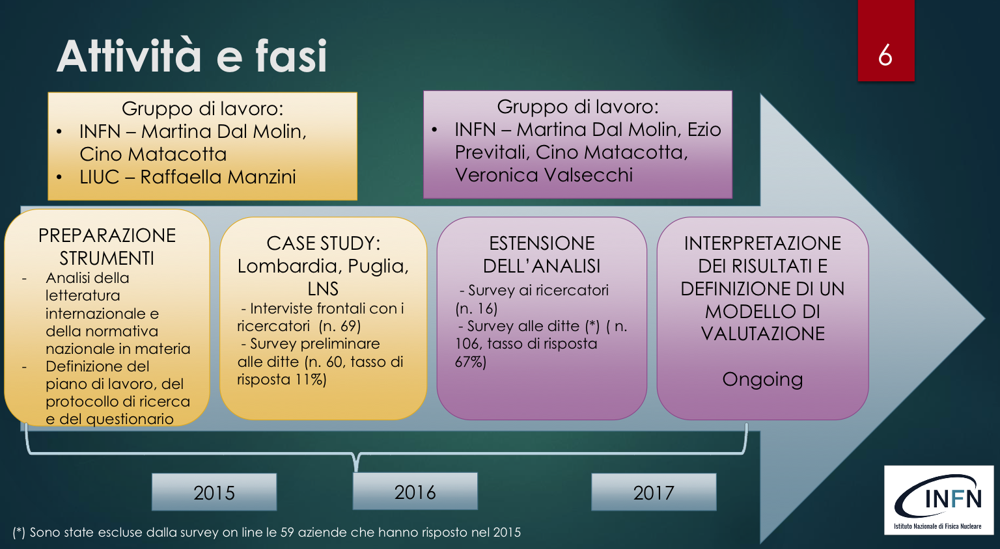 Attività e fasi
6
Gruppo di lavoro:
• INFN – Martina Dal Molin,
Cino Matacotta
• LIUC – Raffaella Manzini
Gruppo di lavoro:
• INFN – Martina Dal Molin, Ezio
Previtali, Cino Matacotta,
Veronica Valsecchi
PREPARAZIONE
STRUMENTI
- Analisi della
letteratura
internazionale e
della normativa
nazionale in materia
- Definizione del
piano di lavoro, del
protocollo di ricerca
e del questionario
CASE STUDY:
Lombardia, Puglia,
LNS
- Interviste frontali con i
ricercatori (n. 69)
- Survey preliminare
alle ditte (n. 60, tasso di
risposta 11%)
ESTENSIONE
DELL’ANALISI
- Survey ai ricercatori
(n. 16)
- Survey alle ditte (*) ( n.
106, tasso di risposta
67%)
INTERPRETAZIONE
DEI RISULTATI E
DEFINIZIONE DI UN
MODELLO DI
VALUTAZIONE
Ongoing
2015
2016
2017
(*) Sono state escluse dalla survey on line le 59 aziende che hanno risposto nel 2015
INFN
Istituto Nazionale di Fisica Nucleare